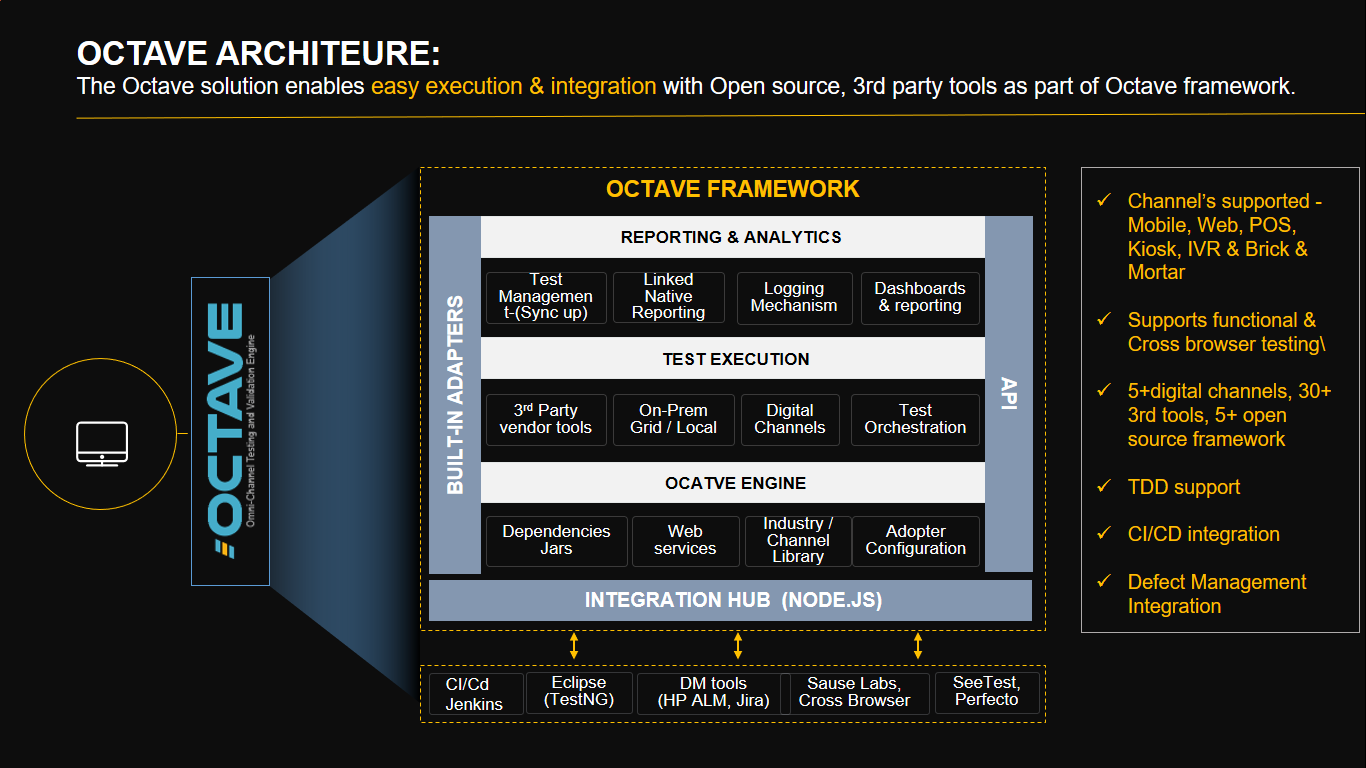 OCTAVE ARCHITEURE:
The Octave solution enables easy execution & integration with Open source, 3rd party tools as part of Octave framework.
OCTAVE
Omni-Channel Testing and Validation Engine
OCTAVE FRAMEWORK
BUILT-IN ADAPTERS
REPORTING & ANALYTICS
Test
Managemen
t-(Sync up)
Linked
Native
Reporting
Logging
Mechanism
Dashboards
& reporting
TEST EXECUTION
3rd Party
vendor tools
On-Prem
Grid / Local
Digital
Channels
Test
Orchestration
OCATVE ENGINE
Dependencies
Jars
Web
services
Industry /
Channel
Library
Adopter
Configuration
API
INTEGRATION HUB (NODE.JS)
CI/Cd
Jenkins
Eclipse
(TestNG)
DM tools
(HP ALM, Jira)
Sause Labs,
Cross Browser
SeeTest,
Perfecto
✓ Channel’s supported -
Mobile, Web, POS,
Kiosk, IVR & Brick &
Mortar
✓ Supports functional &
Cross browser testing\
✓ 5+digital channels, 30+
3rd tools, 5+ open
source framework
✓ TDD support
✓ CI/CD integration
✓ Defect Management
Integration